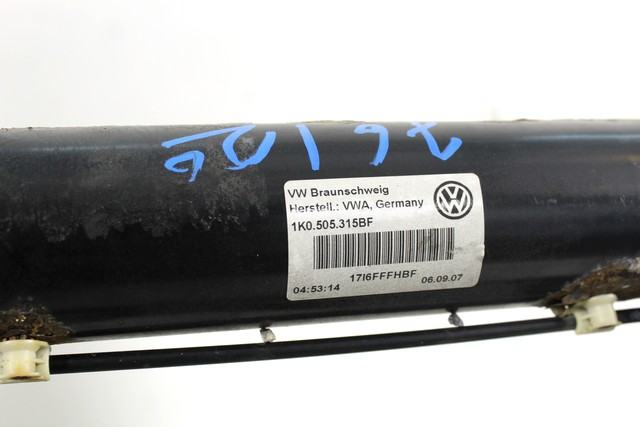 VW Braunschweig
Herstell.: VWA, Germany
1K0.505.315BF
17I6FFFHBF
04:53:14 06.09.07